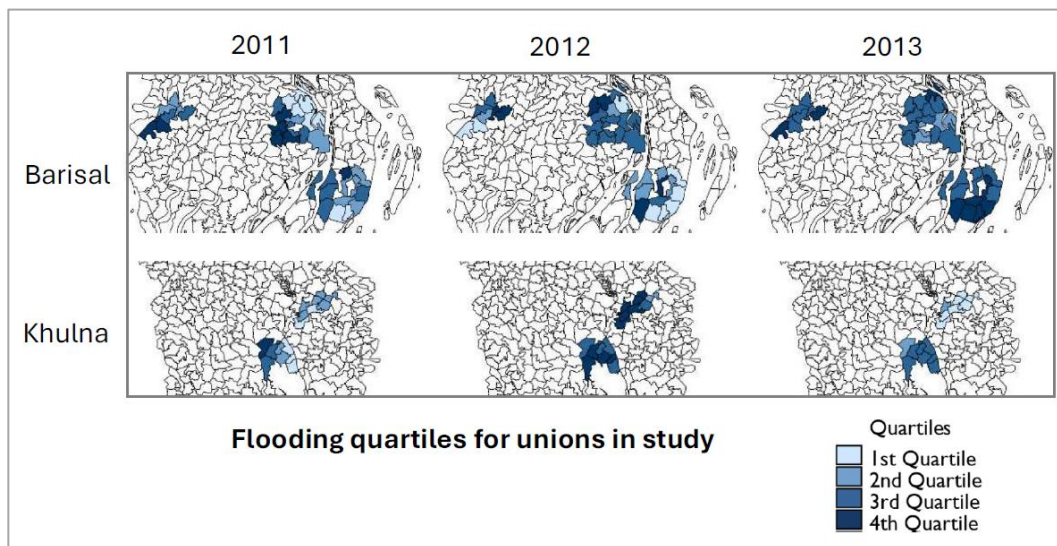 2011 2012 2013
Barisal
Khulna
Flooding quartiles for unions in study
Quartiles
1st Quartile
2nd Quartile
3rd Quartile
4th Quartile